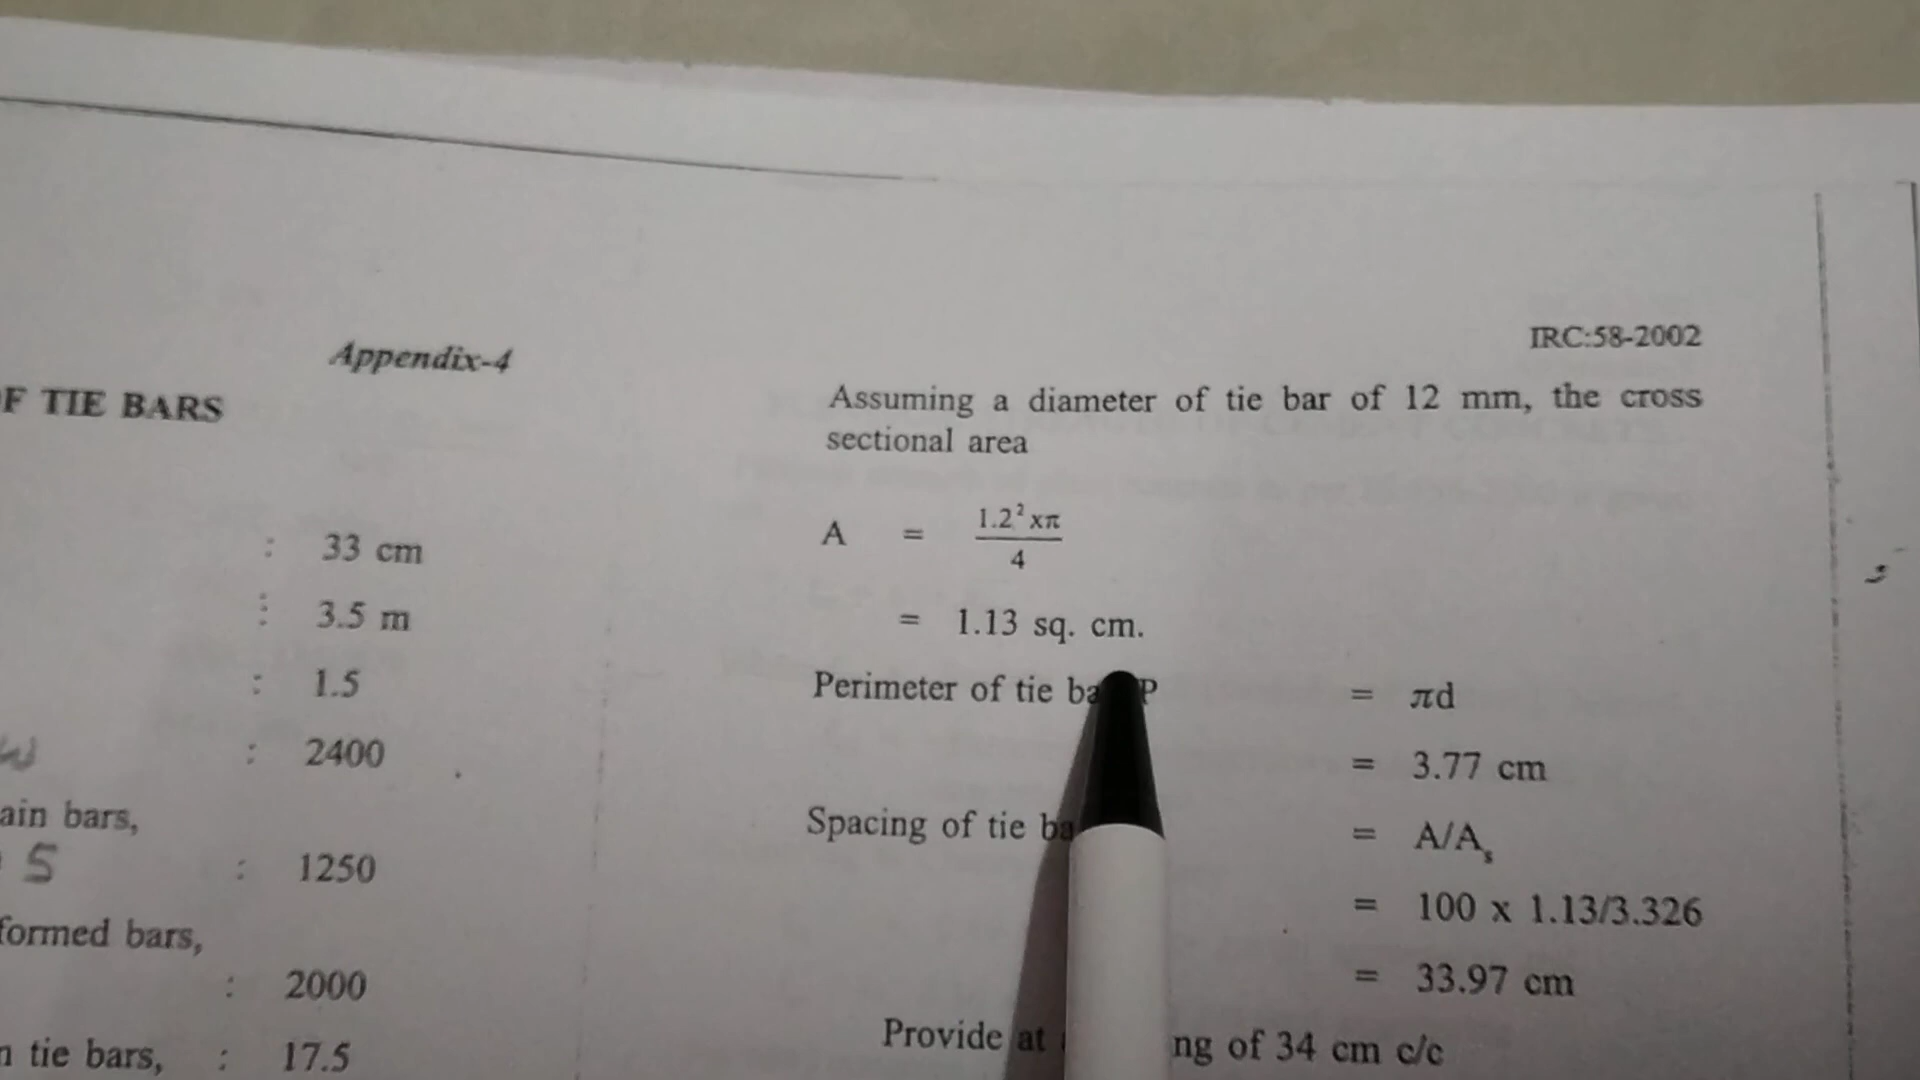 Appendix-4
F TIE BARS
: 33 cm
: 3.5 m
: 1.5
: 2400
ain bars,
S : 1250
formed bars,
: 2000
tie bars, : 17.5
IRC:58-2002
Assuming a diameter of tie bar of 12 mm, the cross
sectional area
A = 1.2² xπ / 4
= 1.13 sq. cm.
Perimeter of tie P = πd
= 3.77 cm
Spacing of tie = A/Aₛ
= 100 x 1.13/3.326
= 33.97 cm
Provide at ng of 34 cm c/c